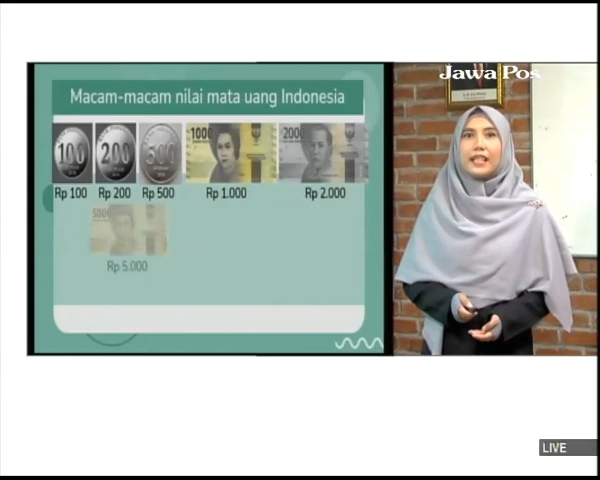 Jawa Pos
Macam-macam nilai mata uang Indonesia
100 200 500 1000 2000
Rp 100 Rp 200 Rp 500 Rp 1.000 Rp 2.000
5000
Rp 5.000
LIVE